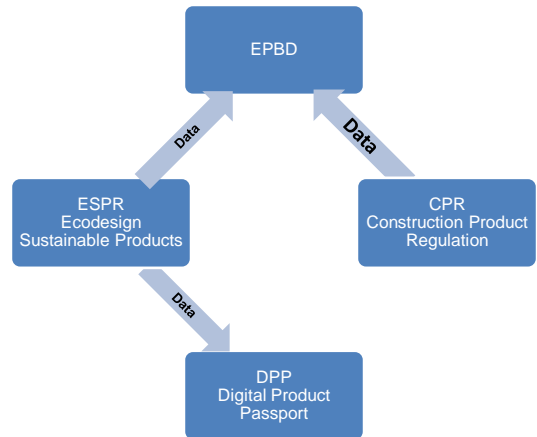 EPBD
Data
Data
ESPR
Ecodesign
Sustainable Products
CPR
Construction Product
Regulation
Data
DPP
Digital Product
Passport